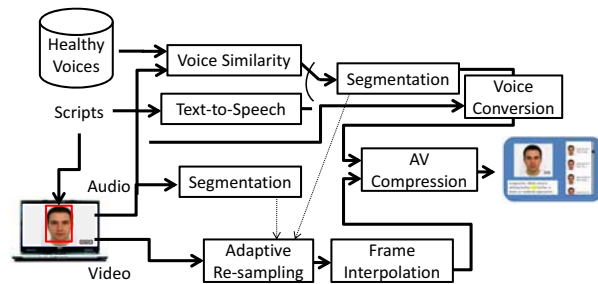 Healthy
Voices
Voice Similarity
Segmentation
Voice
Conversion
Scripts
Text-to-Speech
AV
Compression
Audio
Segmentation
Adaptive
Re-sampling
Frame
Interpolation
Video